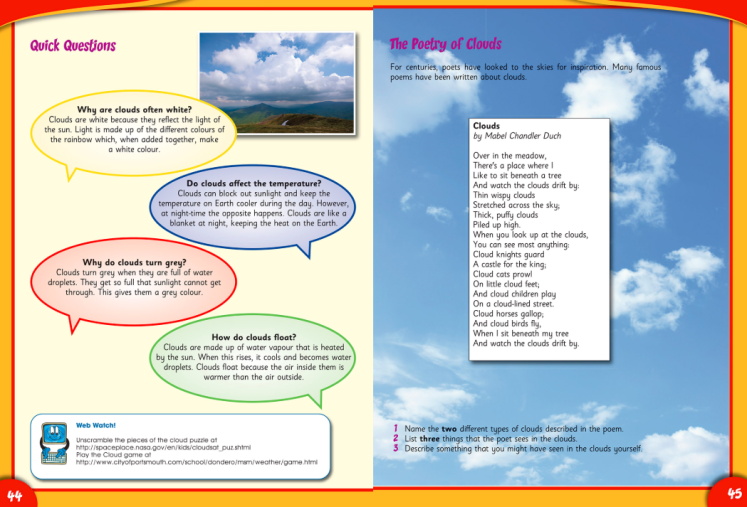 Quick Questions
Why are clouds often white?
Clouds are white because they reflect the light of
the sun. Light is made up of the different colours of
the rainbow which, when added together, make
a white colour.
Do clouds affect the temperature?
Clouds can block out sunlight and keep the
temperature on Earth cooler during the day. However,
at night-time the opposite happens. Clouds are like a
blanket at night, keeping the heat on the Earth.
Why do clouds turn grey?
Clouds turn grey when they are full of water
droplets. They get so full that sunlight cannot get
through. This gives them a grey colour.
How do clouds float?
Clouds are made up of water vapour that is heated
by the sun. When this rises, it cools and becomes water
droplets. Clouds float because the air inside them is
warmer than the air outside.
Web Watch!
Unscramble the pieces of the cloud puzzle at
http://spaceplace.nasa.gov/en/kids/cloudsat_puz.shtml
Play the Cloud game at
http://www.cityofportsmouth.com/school/dondero/msm/weather/game.html
44
The Poetry of Clouds
For centuries, poets have looked to the skies for inspiration. Many famous
poems have been written about clouds.
Clouds
by Mabel Chandler Duch
Over in the meadow,
There's a place where I
Like to sit beneath a tree
And watch the clouds drift by:
Thin wispy clouds
Stretched across the sky;
Thick, puffy clouds
Piled up high.
When you look up at the clouds,
You can see most anything:
Cloud knights guard
A castle for the king;
Cloud cats prowl
On little cloud feet;
And cloud children play
On a cloud-lined street.
Cloud horses gallop;
And cloud birds fly,
When I sit beneath my tree
And watch the clouds drift by.
1 Name the two different types of clouds described in the poem.
2 List three things that the poet sees in the clouds.
3 Describe something that you might have seen in the clouds yourself.
45